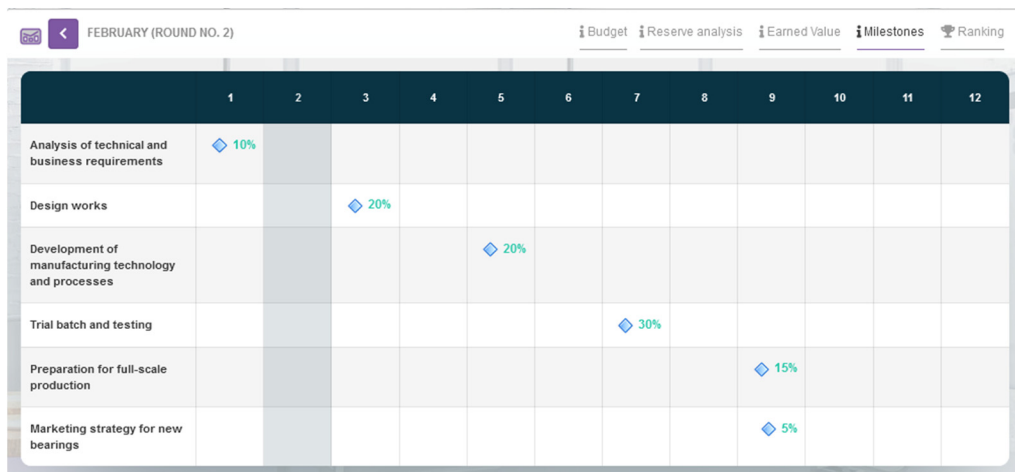 FEBRUARY (ROUND NO. 2)
Budget
Reserve analysis
Earned Value
Milestones
Ranking
1 2 3 4 5 6 7 8 9 10 11 12
Analysis of technical and
business requirements
10%
Design works
20%
Development of
manufacturing technology
and processes
20%
Trial batch and testing
30%
Preparation for full-scale
production
15%
Marketing strategy for new
bearings
5%